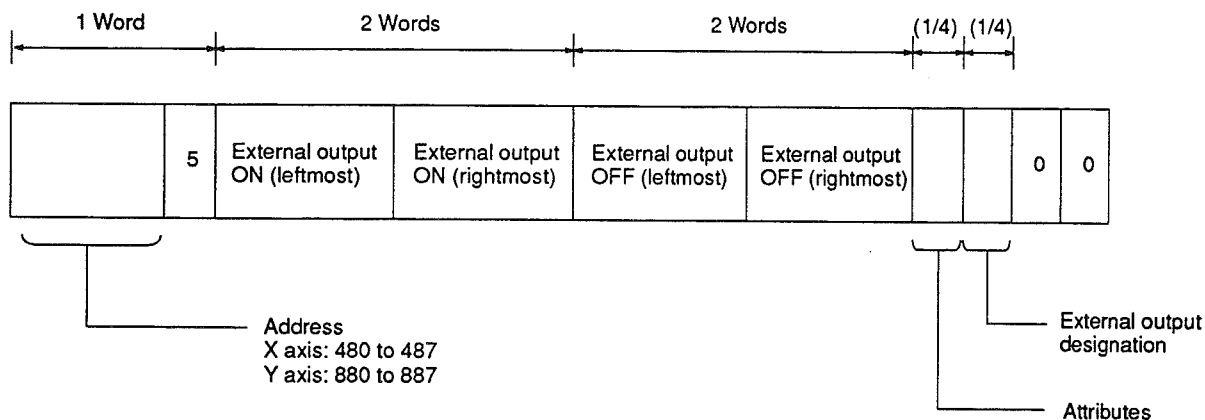 1 Word
2 Words
2 Words
(1/4)
(1/4)
5
External output
ON (leftmost)
External output
ON (rightmost)
External output
OFF (leftmost)
External output
OFF (rightmost)
0
0
Address
X axis: 480 to 487
Y axis: 880 to 887
External output
designation
Attributes